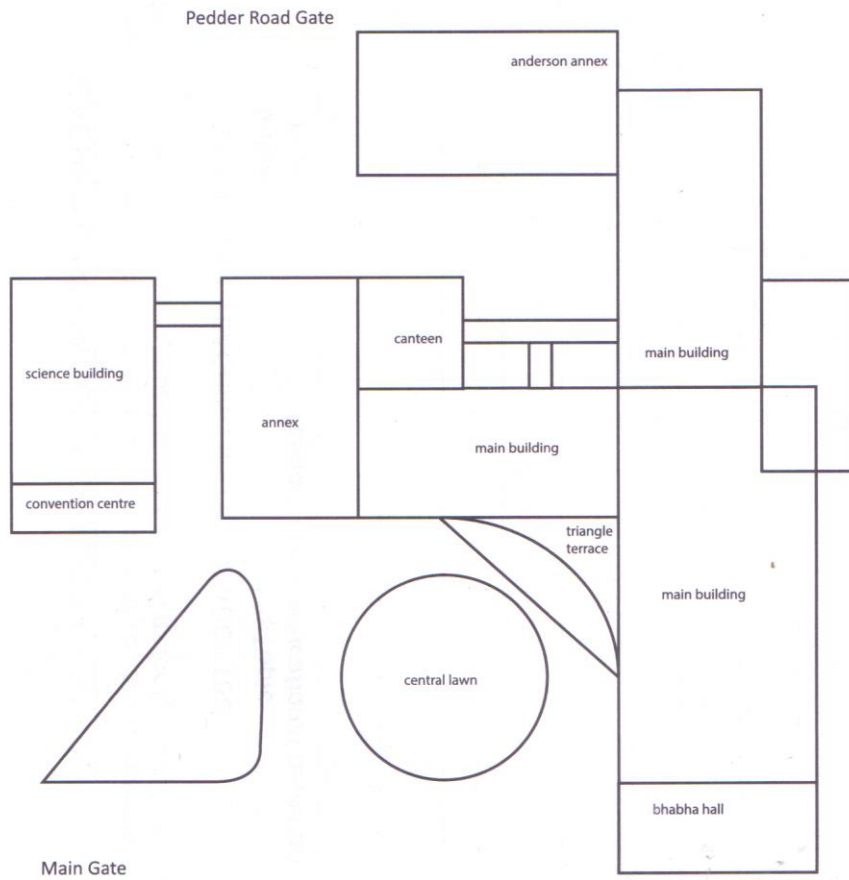 Pedder Road Gate
anderson annex
main building
canteen
science building
annex
main building
convention centre
triangle
terrace
main building
central lawn
bhabha hall
Main Gate